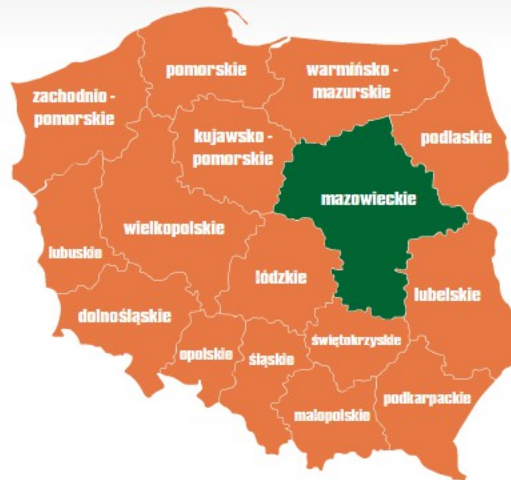 pomorskie
warmińsko -
mazurskie
zachodnio -
pomorskie
kujawsko -
pomorskie
podlaskie
mazowieckie
wielkopolskie
lubuskie
łódzkie
lubelskie
dolnośląskie
opolskie
śląskie
świętokrzyskie
małopolskie
podkarpackie